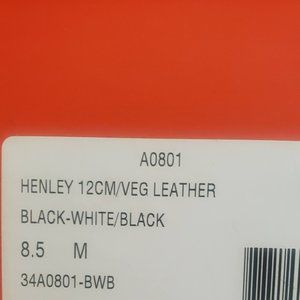 A0801
HENLEY 12CM/VEG LEATHER
BLACK-WHITE/BLACK
8.5 M
34A0801-BWB